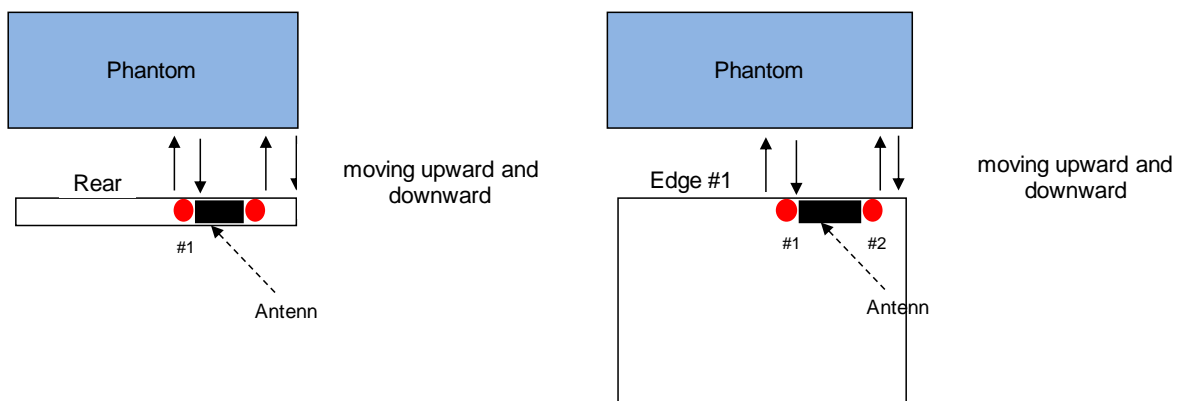 Phantom
Rear
#1
Antenn
moving upward and
downward
Phantom
Edge #1
#1
#2
Antenn
moving upward and
downward